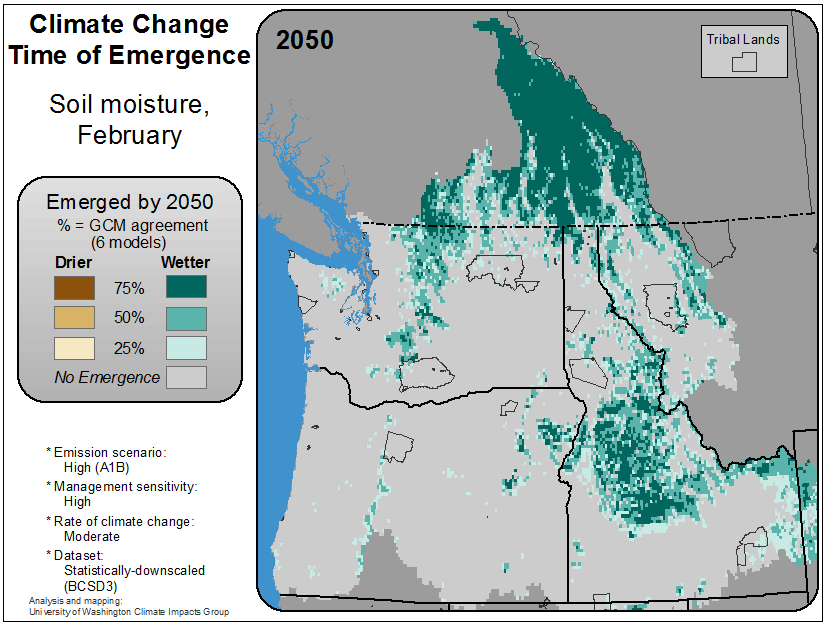 Climate Change
Time of Emergence
Soil moisture,
February
Emerged by 2050
% = GCM agreement
(6 models)
Drier Wetter
75%
50%
25%
No Emergence
* Emission scenario:
High (A1B)
* Management sensitivity:
High
* Rate of climate change:
Moderate
* Dataset:
Statistically-downscaled
(BCSD3)
Analysis and mapping:
University of Washington Climate Impacts Group
2050
Tribal Lands